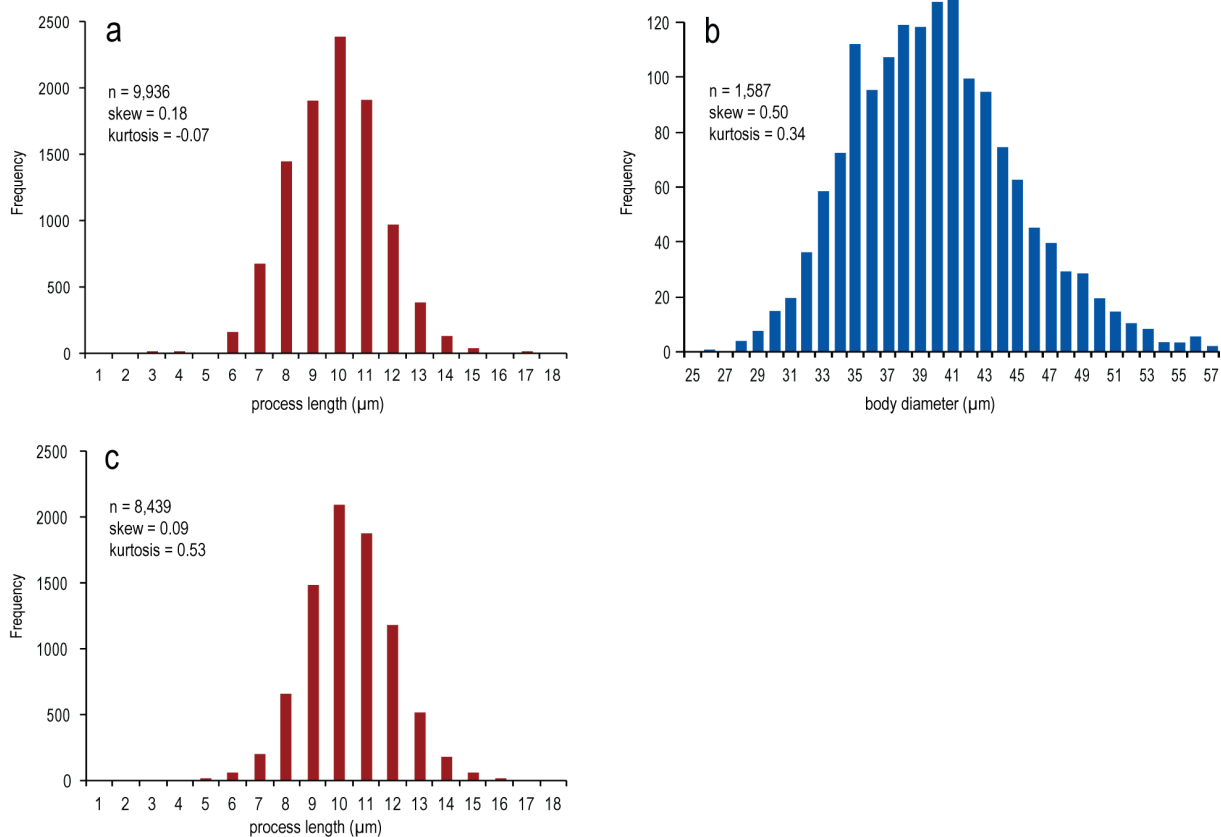 a
n = 9,936
skew = 0.18
kurtosis = -0.07
Frequency
2500
2000
1500
1000
500
0
1 2 3 4 5 6 7 8 9 10 11 12 13 14 15 16 17 18
process length (µm)
b
n = 1,587
skew = 0.50
kurtosis = 0.34
Frequency
120
100
80
60
40
20
0
25 27 29 31 33 35 37 39 41 43 45 47 49 51 53 55 57
body diameter (µm)
c
n = 8,439
skew = 0.09
kurtosis = 0.53
Frequency
2500
2000
1500
1000
500
0
1 2 3 4 5 6 7 8 9 10 11 12 13 14 15 16 17 18
process length (µm)